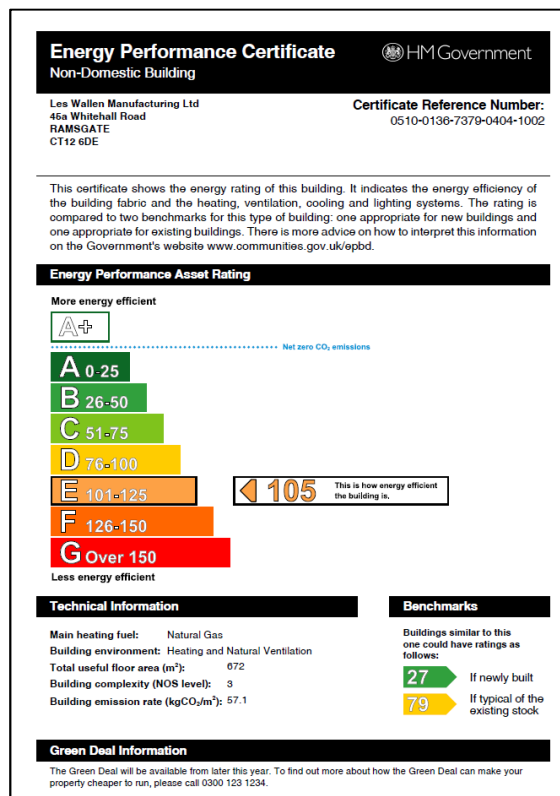 Energy Performance Certificate
HM Government
Non-Domestic Building
Les Wallen Manufacturing Ltd
45a Whitehall Road
RAMSGATE
CT12 6DE
Certificate Reference Number:
0510-0136-7379-0404-1002
This certificate shows the energy rating of this building. It indicates the energy efficiency of
the building fabric and the heating, ventilation, cooling and lighting systems. The rating is
compared to two benchmarks for this type of building: one appropriate for new buildings and
one appropriate for existing buildings. There is more advice on how to interpret this information
on the Government's website www.communities.gov.uk/epbd.
Energy Performance Asset Rating
More energy efficient
A+
Net zero CO₂ emissions
A 0-25
B 26-50
C 51-75
D 76-100
E 101-125
105
This is how energy efficient
the building is.
F 126-150
G Over 150
Less energy efficient
Technical Information
Main heating fuel: Natural Gas
Building environment: Heating and Natural Ventilation
Total useful floor area (m²): 672
Building complexity (NOS level): 3
Building emission rate (kgCO₂/m²): 57.1
Benchmarks
Buildings similar to this
one could have ratings as
follows:
27 If newly built
79 If typical of the
existing stock
Green Deal Information
The Green Deal will be available from later this year. To find out more about how the Green Deal can make your
property cheaper to run, please call 0300 123 1234.